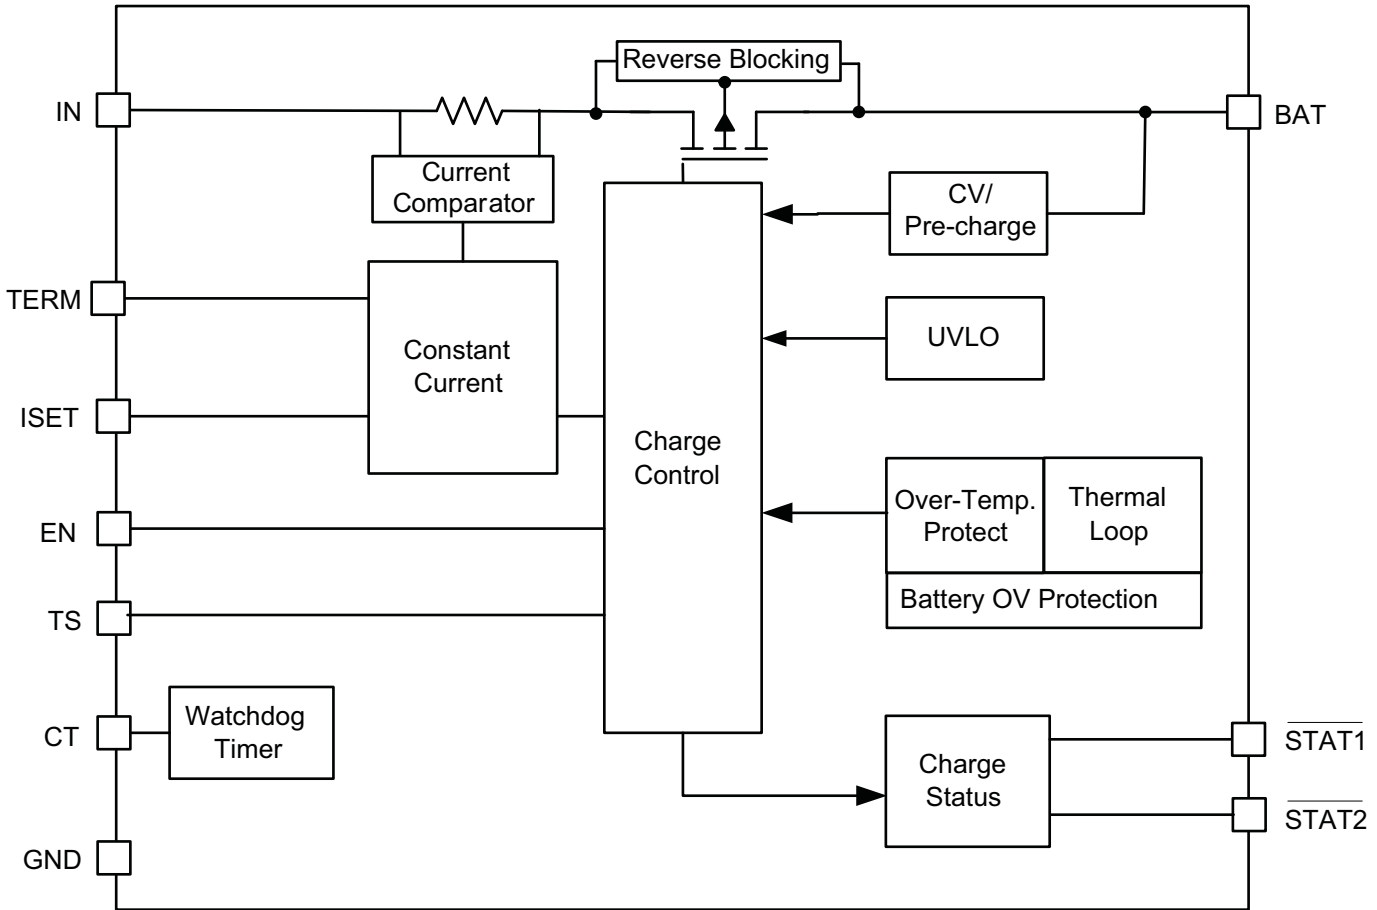 Reverse Blocking
IN
BAT
Current
Comparator
CV/
Pre-charge
TERM
Constant
Current
UVLO
ISET
Charge
Control
Over-Temp.
Protect
Thermal
Loop
Battery OV Protection
EN
TS
CT
Watchdog
Timer
Charge
Status
STAT1
STAT2
GND